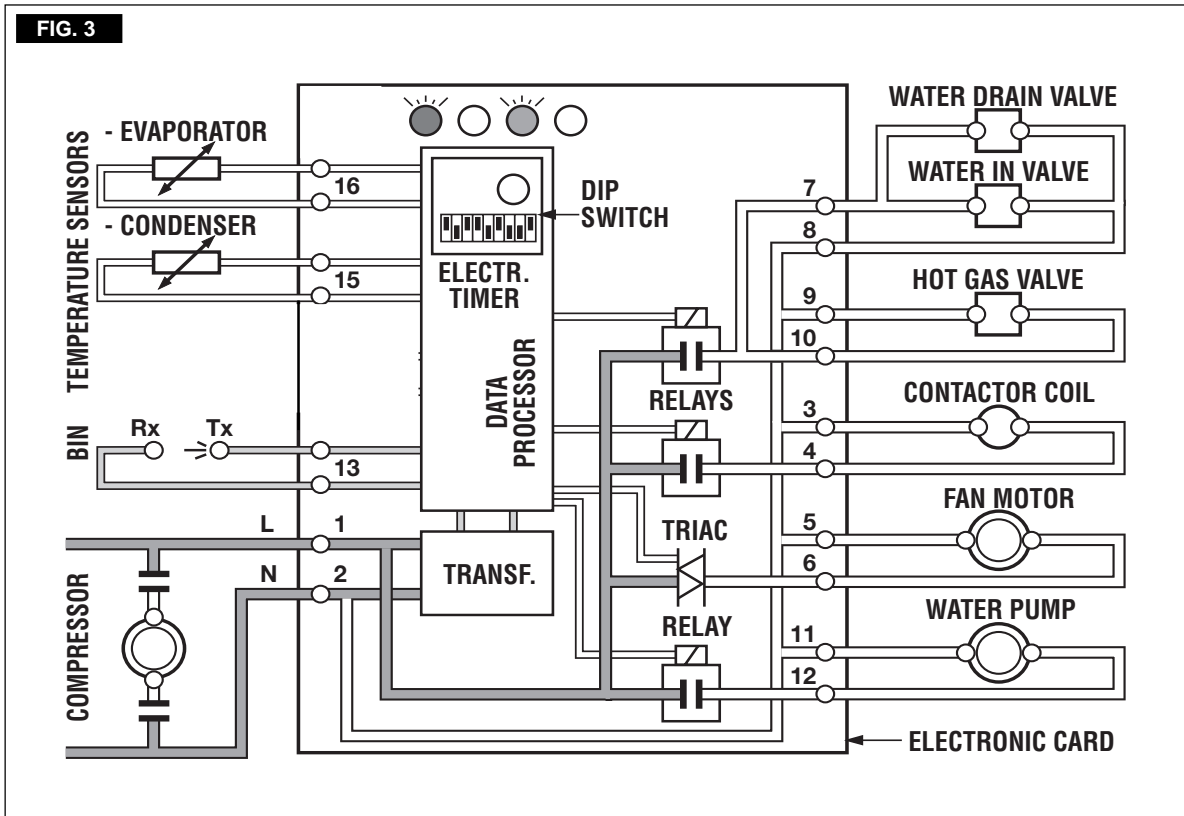 FIG. 3
TEMPERATURE SENSORS
- EVAPORATOR
16
- CONDENSER
15
BIN
Rx
Tx
13
L
1
N
2
COMPRESSOR
DIP
SWITCH
ELECTR.
TIMER
DATA
PROCESSOR
TRANSF.
RELAYS
TRIAC
RELAY
WATER DRAIN VALVE
WATER IN VALVE
7
8
HOT GAS VALVE
9
10
CONTACTOR COIL
3
4
FAN MOTOR
5
6
WATER PUMP
11
12
ELECTRONIC CARD